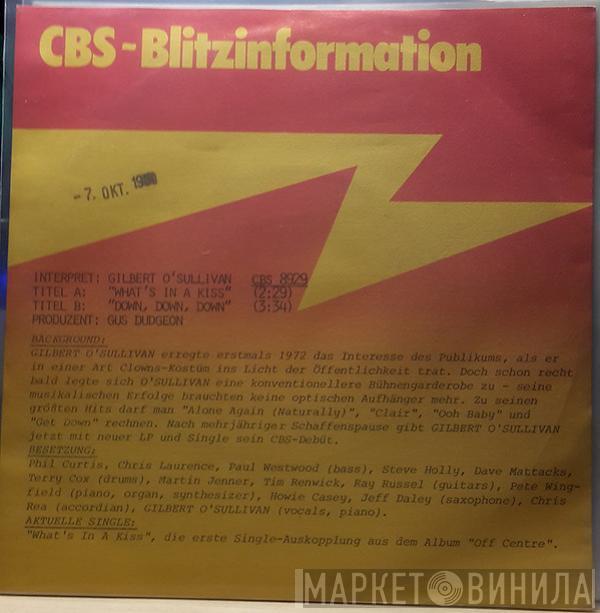 CBS-Blitzinformation
-7. OKT. 1980
INTERPRET: GILBERT O'SULLIVAN CBS 8929
TITEL A: "WHAT'S IN A KISS" (2:29)
TITEL B: "DOWN, DOWN, DOWN" (3:34)
PRODUZENT: GUS DUDGEON
BACKGROUND:
GILBERT O'SULLIVAN erregte erstmals 1972 das Interesse des Publikums, als er
in einer Art Clowns-Kostüm ins Licht der Öffentlichkeit trat. Doch schon recht
bald legte sich O'SULLIVAN eine konventionellere Bühnengarderobe zu - seine
musikalischen Erfolge brauchten keine optischen Aufhänger mehr. Zu seinen
größten Hits darf man "Alone Again (Naturally)", "Clair", "Ooh Baby" und
"Get Down" rechnen. Nach mehrjähriger Schaffenspause gibt GILBERT O'SULLIVAN
jetzt mit neuer LP und Single sein CBS-Debüt.
BESETZUNG:
Phil Curtis, Chris Laurence, Paul Westwood (bass), Steve Holly, Dave Mattacks,
Terry Cox (drums), Martin Jenner, Tim Renwick, Ray Russel (guitars), Pete Wing-
field (piano, organ, synthesizer), Howie Casey, Jeff Daley (saxophone), Chris
Rea (accordian), GILBERT O'SULLIVAN (vocals, piano).
AKTUELLE SINGLE:
"What's In A Kiss", die erste Single-Auskopplung aus dem Album "Off Centre".
МАРКЕТ ВИНИЛА